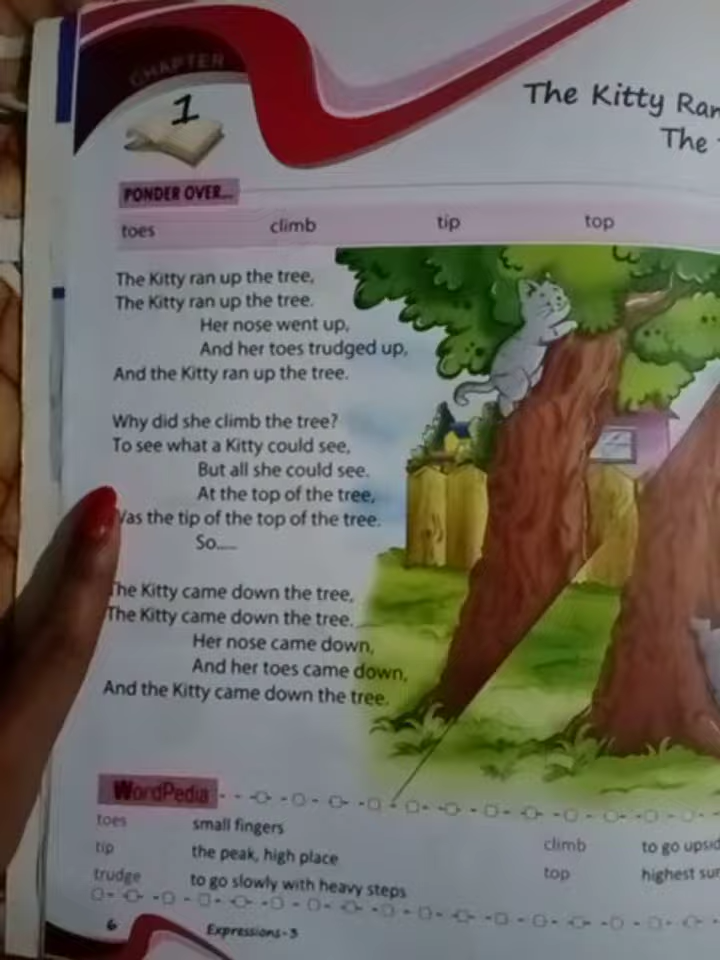 CHAPTER
1
The Kitty Ran
The
PONDER OVER...
toes climb tip top
The Kitty ran up the tree,
The Kitty ran up the tree.
Her nose went up,
And her toes trudged up,
And the Kitty ran up the tree.
Why did she climb the tree?
To see what a Kitty could see,
But all she could see.
At the top of the tree,
Was the tip of the top of the tree.
So.....
The Kitty came down the tree,
The Kitty came down the tree.
Her nose came down,
And her toes came down,
And the Kitty came down the tree.
WordPedia
toes small fingers climb to go
tip the peak, high place top highest
trudge to go slowly with heavy steps
6 Expressions-3